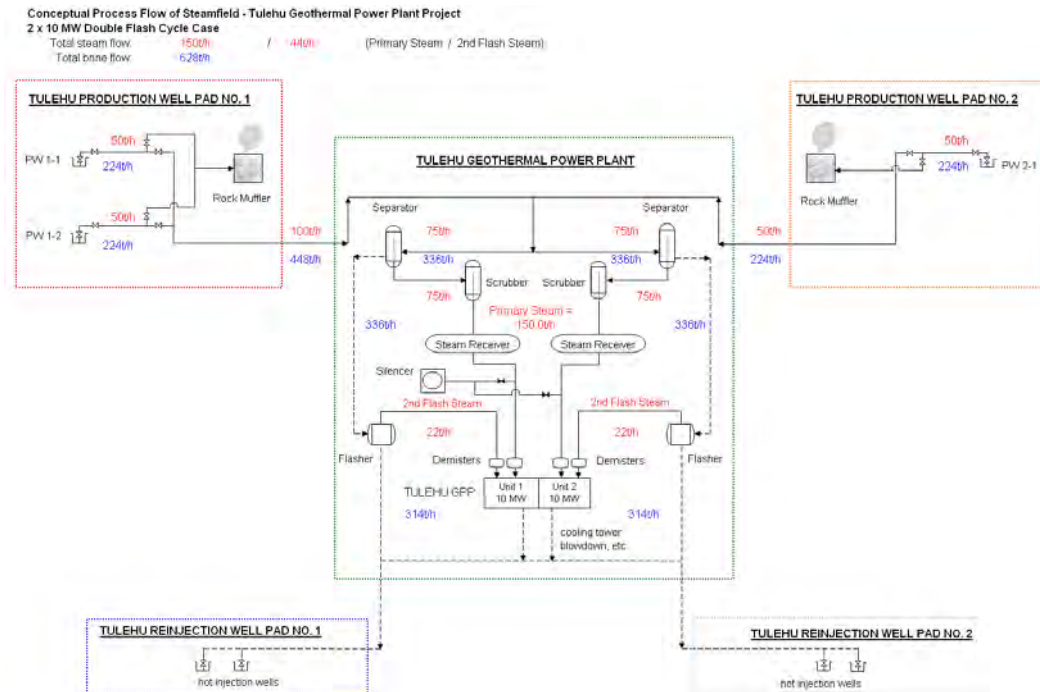 Conceptual Process Flow of Steamfield - Tulehu Geothermal Power Plant Project
2 x 10 MW Double Flash Cycle Case
Total steam flow: 150t/h / 44t/h (Primary Steam / 2nd Flash Steam)
Total brine flow: 628t/h
TULEHU PRODUCTION WELL PAD NO. 1
50t/h
PW 1-1
224t/h
Rock Muffler
50t/h
PW 1-2
224t/h
100t/h
448t/h
TULEHU PRODUCTION WELL PAD NO. 2
50t/h
224t/h
PW 2-1
Rock Muffler
50t/h
224t/h
TULEHU GEOTHERMAL POWER PLANT
Separator
Separator
75t/h
75t/h
336t/h
336t/h
Scrubber
Scrubber
75t/h
75t/h
Primary Steam =
150.0t/h
336t/h
336t/h
Steam Receiver
Steam Receiver
Silencer
2nd Flash Steam
2nd Flash Steam
22t/h
22t/h
Flasher
Flasher
Demisters
Demisters
TULEHU GPP
Unit 1
10 MW
Unit 2
10 MW
314t/h
314t/h
cooling tower
blowdown, etc
TULEHU REINJECTION WELL PAD NO. 1
hot injection wells
TULEHU REINJECTION WELL PAD NO. 2
hot injection wells